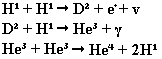 H¹ + H¹ → D² + e⁺ + ν
D² + H¹ → He³ + γ
He³ + He³ → He⁴ + 2H¹